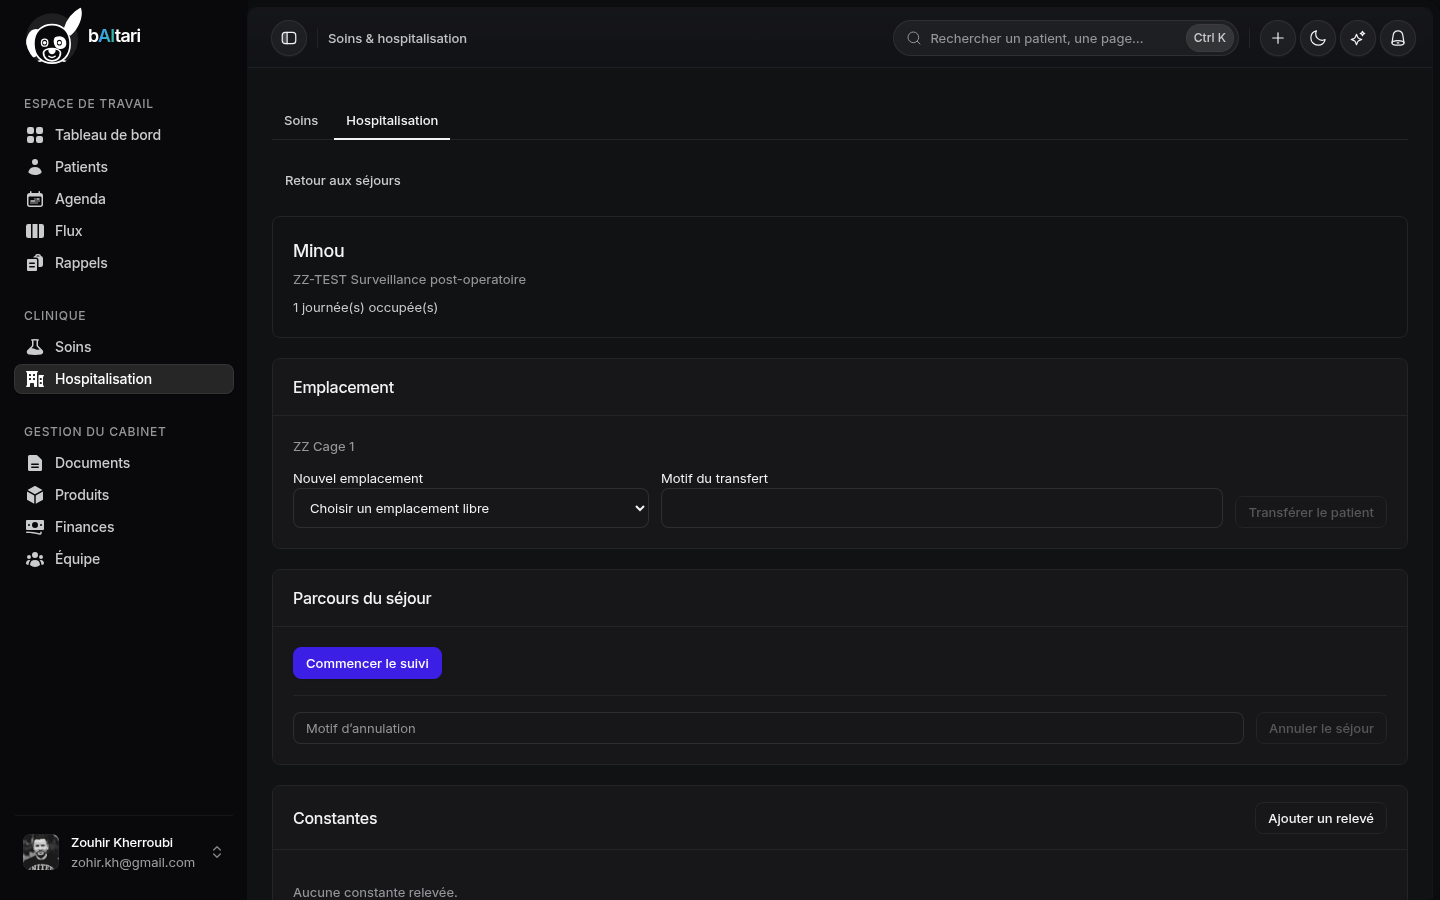 bAItari
Soins & hospitalisation
Rechercher un patient, une page...
Ctrl K
ESPACE DE TRAVAIL
Tableau de bord
Patients
Agenda
Flux
Rappels
CLINIQUE
Soins
Hospitalisation
GESTION DU CABINET
Documents
Produits
Finances
Équipe
Zouhir Kherroubi
zohir.kh@gmail.com
Soins
Hospitalisation
Retour aux séjours
Minou
ZZ-TEST Surveillance post-operatoire
1 journée(s) occupée(s)
Emplacement
ZZ Cage 1
Nouvel emplacement
Motif du transfert
Choisir un emplacement libre
Transférer le patient
Parcours du séjour
Commencer le suivi
Motif d’annulation
Annuler le séjour
Constantes
Ajouter un relevé
Aucune constante relevée.